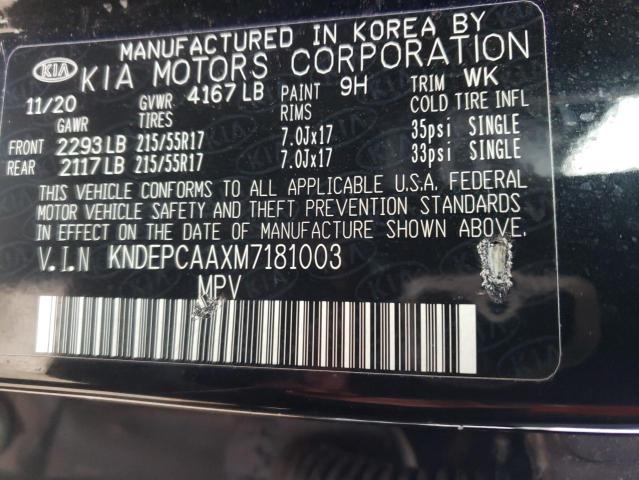 MANUFACTURED IN KOREA BY
KIA KIA MOTORS CORPORATION
11/20 GVWR 4167 LB PAINT 9H TRIM WK
GAWR TIRES RIMS COLD TIRE INFL
FRONT 2293 LB 215/55R17 7.0Jx17 35psi SINGLE
REAR 2117 LB 215/55R17 7.0Jx17 33psi SINGLE
THIS VEHICLE CONFORMS TO ALL APPLICABLE U.S.A. FEDERAL
MOTOR VEHICLE SAFETY AND THEFT PREVENTION STANDARDS
IN EFFECT ON THE DATE OF MANUFACTURE SHOWN ABOVE.
V.I.N KNDEPCAAXM7181003
MPV